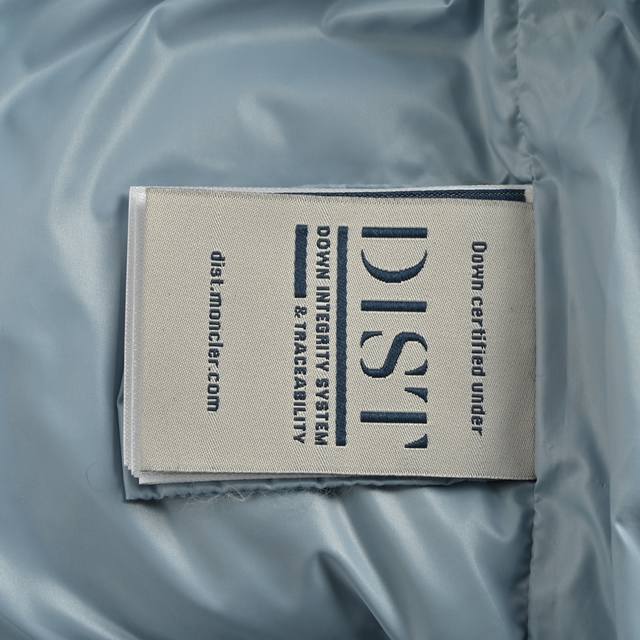 Down certified under
DIST
DOWN INTEGRITY SYSTEM
& TRACEABILITY
dist.moncler.com